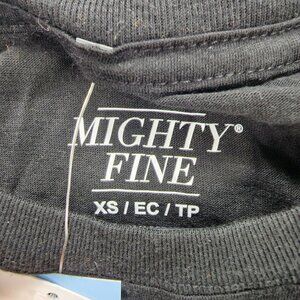 MIGHTY®
FINE
XS / EC / TP